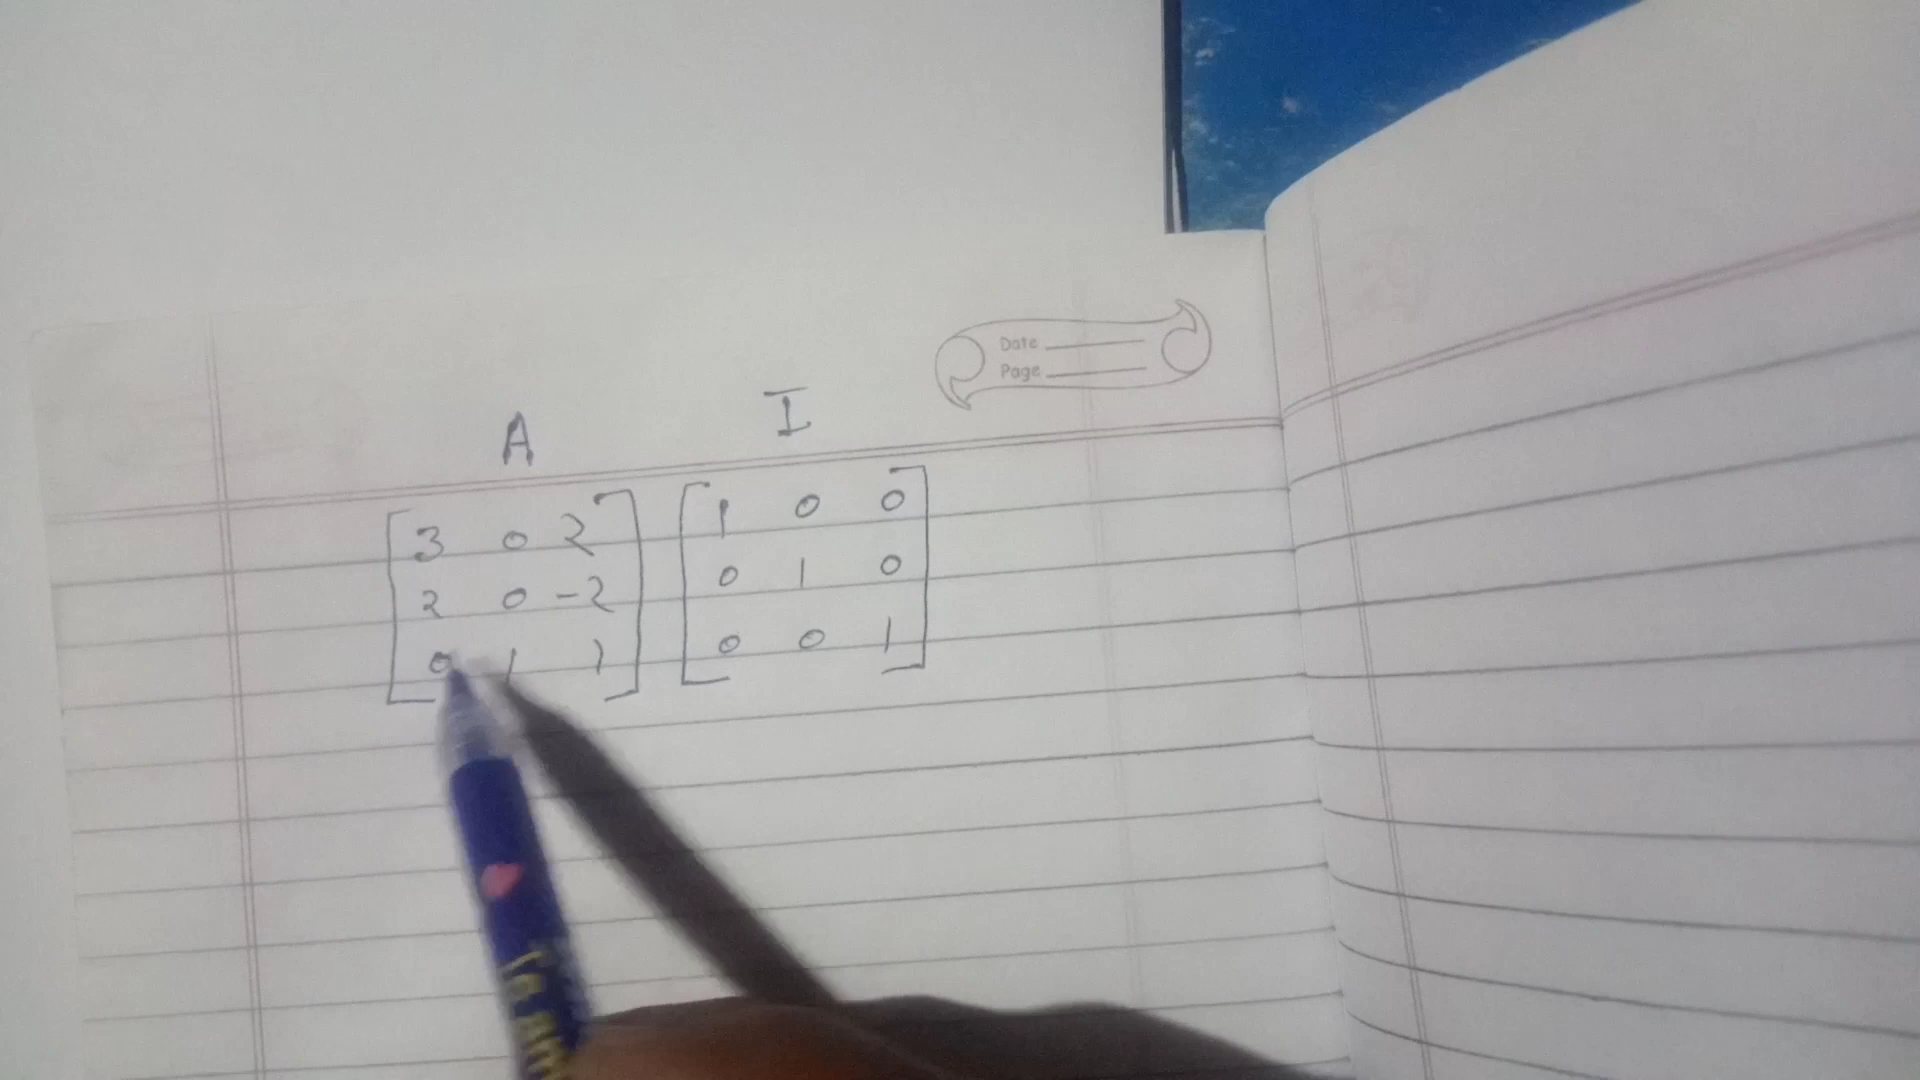 A I
3 0 2 1 0 0
2 0 -2 0 1 0
0 1 1 0 0 1
Date
Page